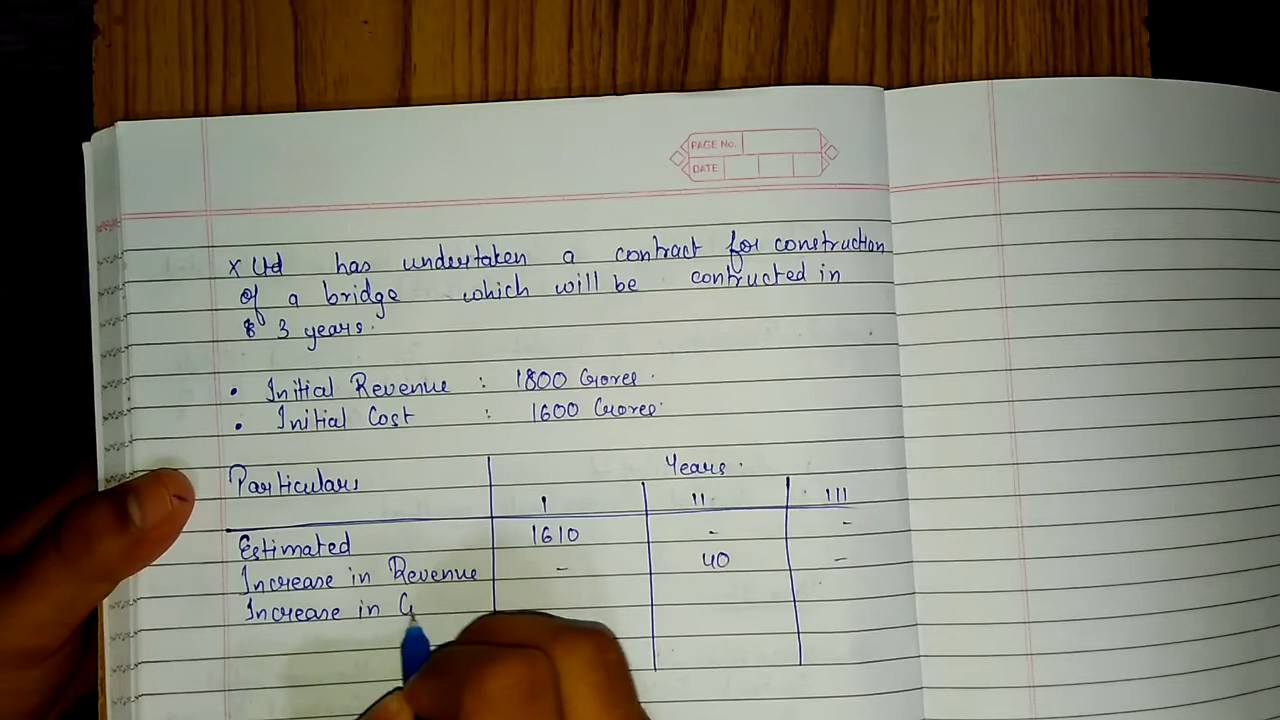 PAGE No.
DATE
X Ltd has undertaken a contract for construction
of a bridge which will be contructed in
3 years.
• Initial Revenue : 1800 Crores.
• Initial Cost : 1600 Crores.
Particulars Years.
I II III
Estimated 1610 - -
Increase in Revenue - 40 -
Increase in C